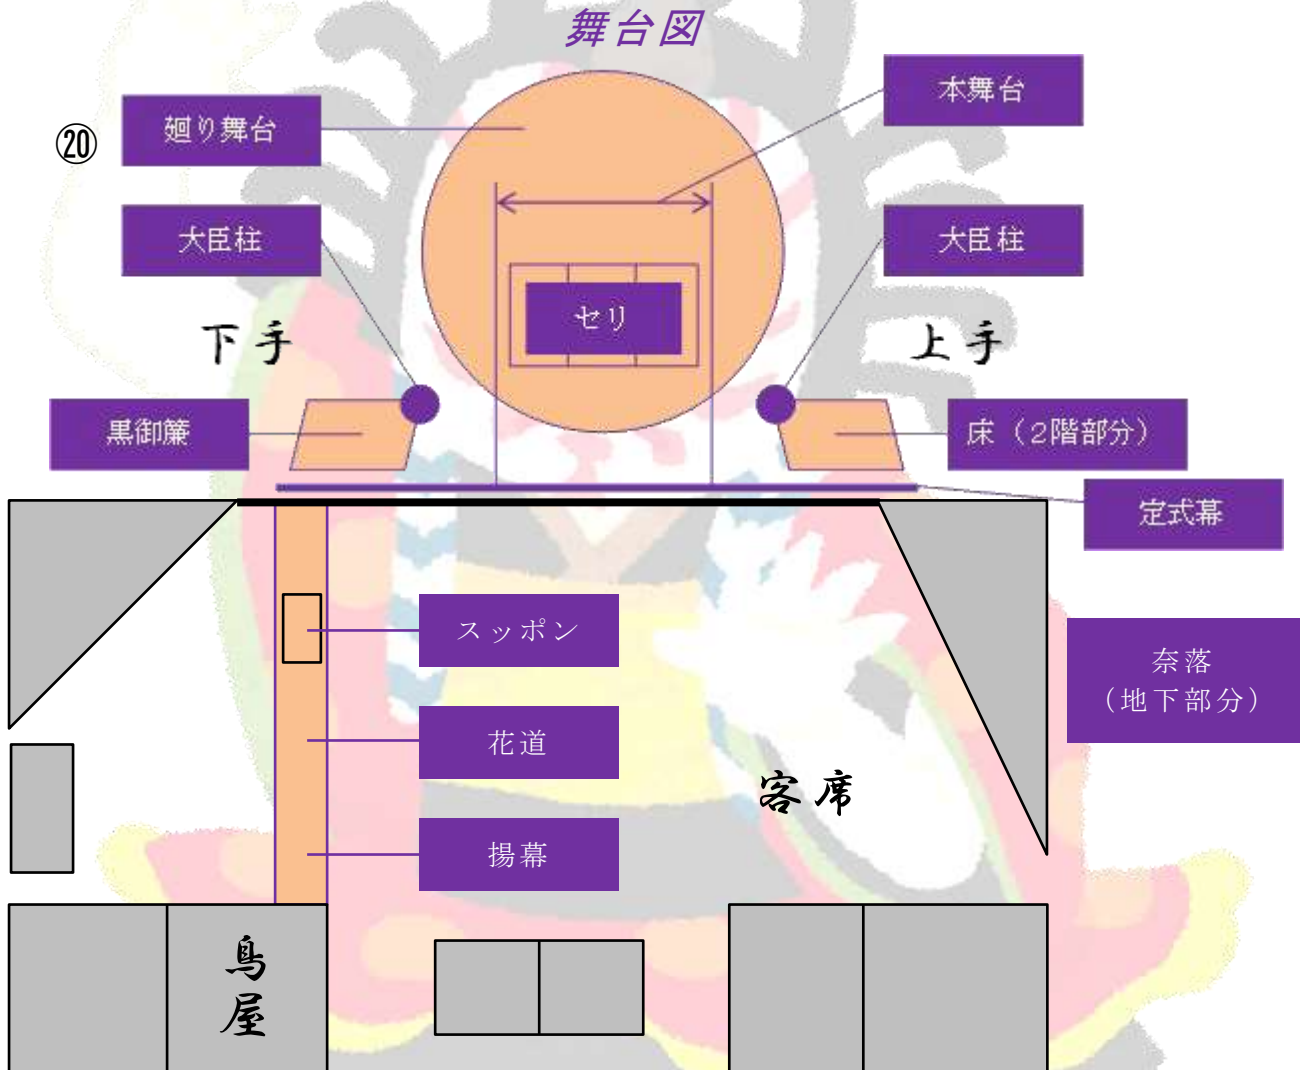 舞台図
⑳
廻り舞台
本舞台
大臣柱
大臣柱
セリ
下手
上手
黒御簾
床（2階部分）
定式幕
スッポン
奈落
（地下部分）
花道
客席
揚幕
鳥
屋